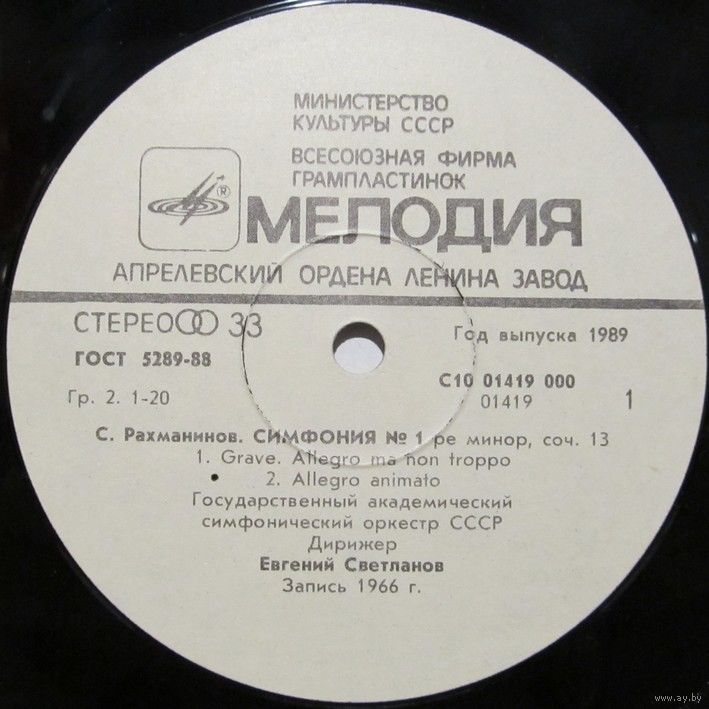 МИНИСТЕРСТВО
КУЛЬТУРЫ СССР
ВСЕСОЮЗНАЯ ФИРМА
ГРАМПЛАСТИНОК
®
МЕЛОДИЯ
АПРЕЛЕВСКИЙ ОРДЕНА ЛЕНИНА ЗАВОД
СТЕРЕО 33
Год выпуска 1989
ГОСТ 5289-88
С10 01419 000
Гр. 2. 1-20
01419
1
С. Рахманинов. СИМФОНИЯ № 1 ре минор, соч. 13
1. Grave. Allegro ma non troppo
2. Allegro animato
Государственный академический
симфонический оркестр СССР
Дирижер
Евгений Светланов
Запись 1966 г.
www.ay.by